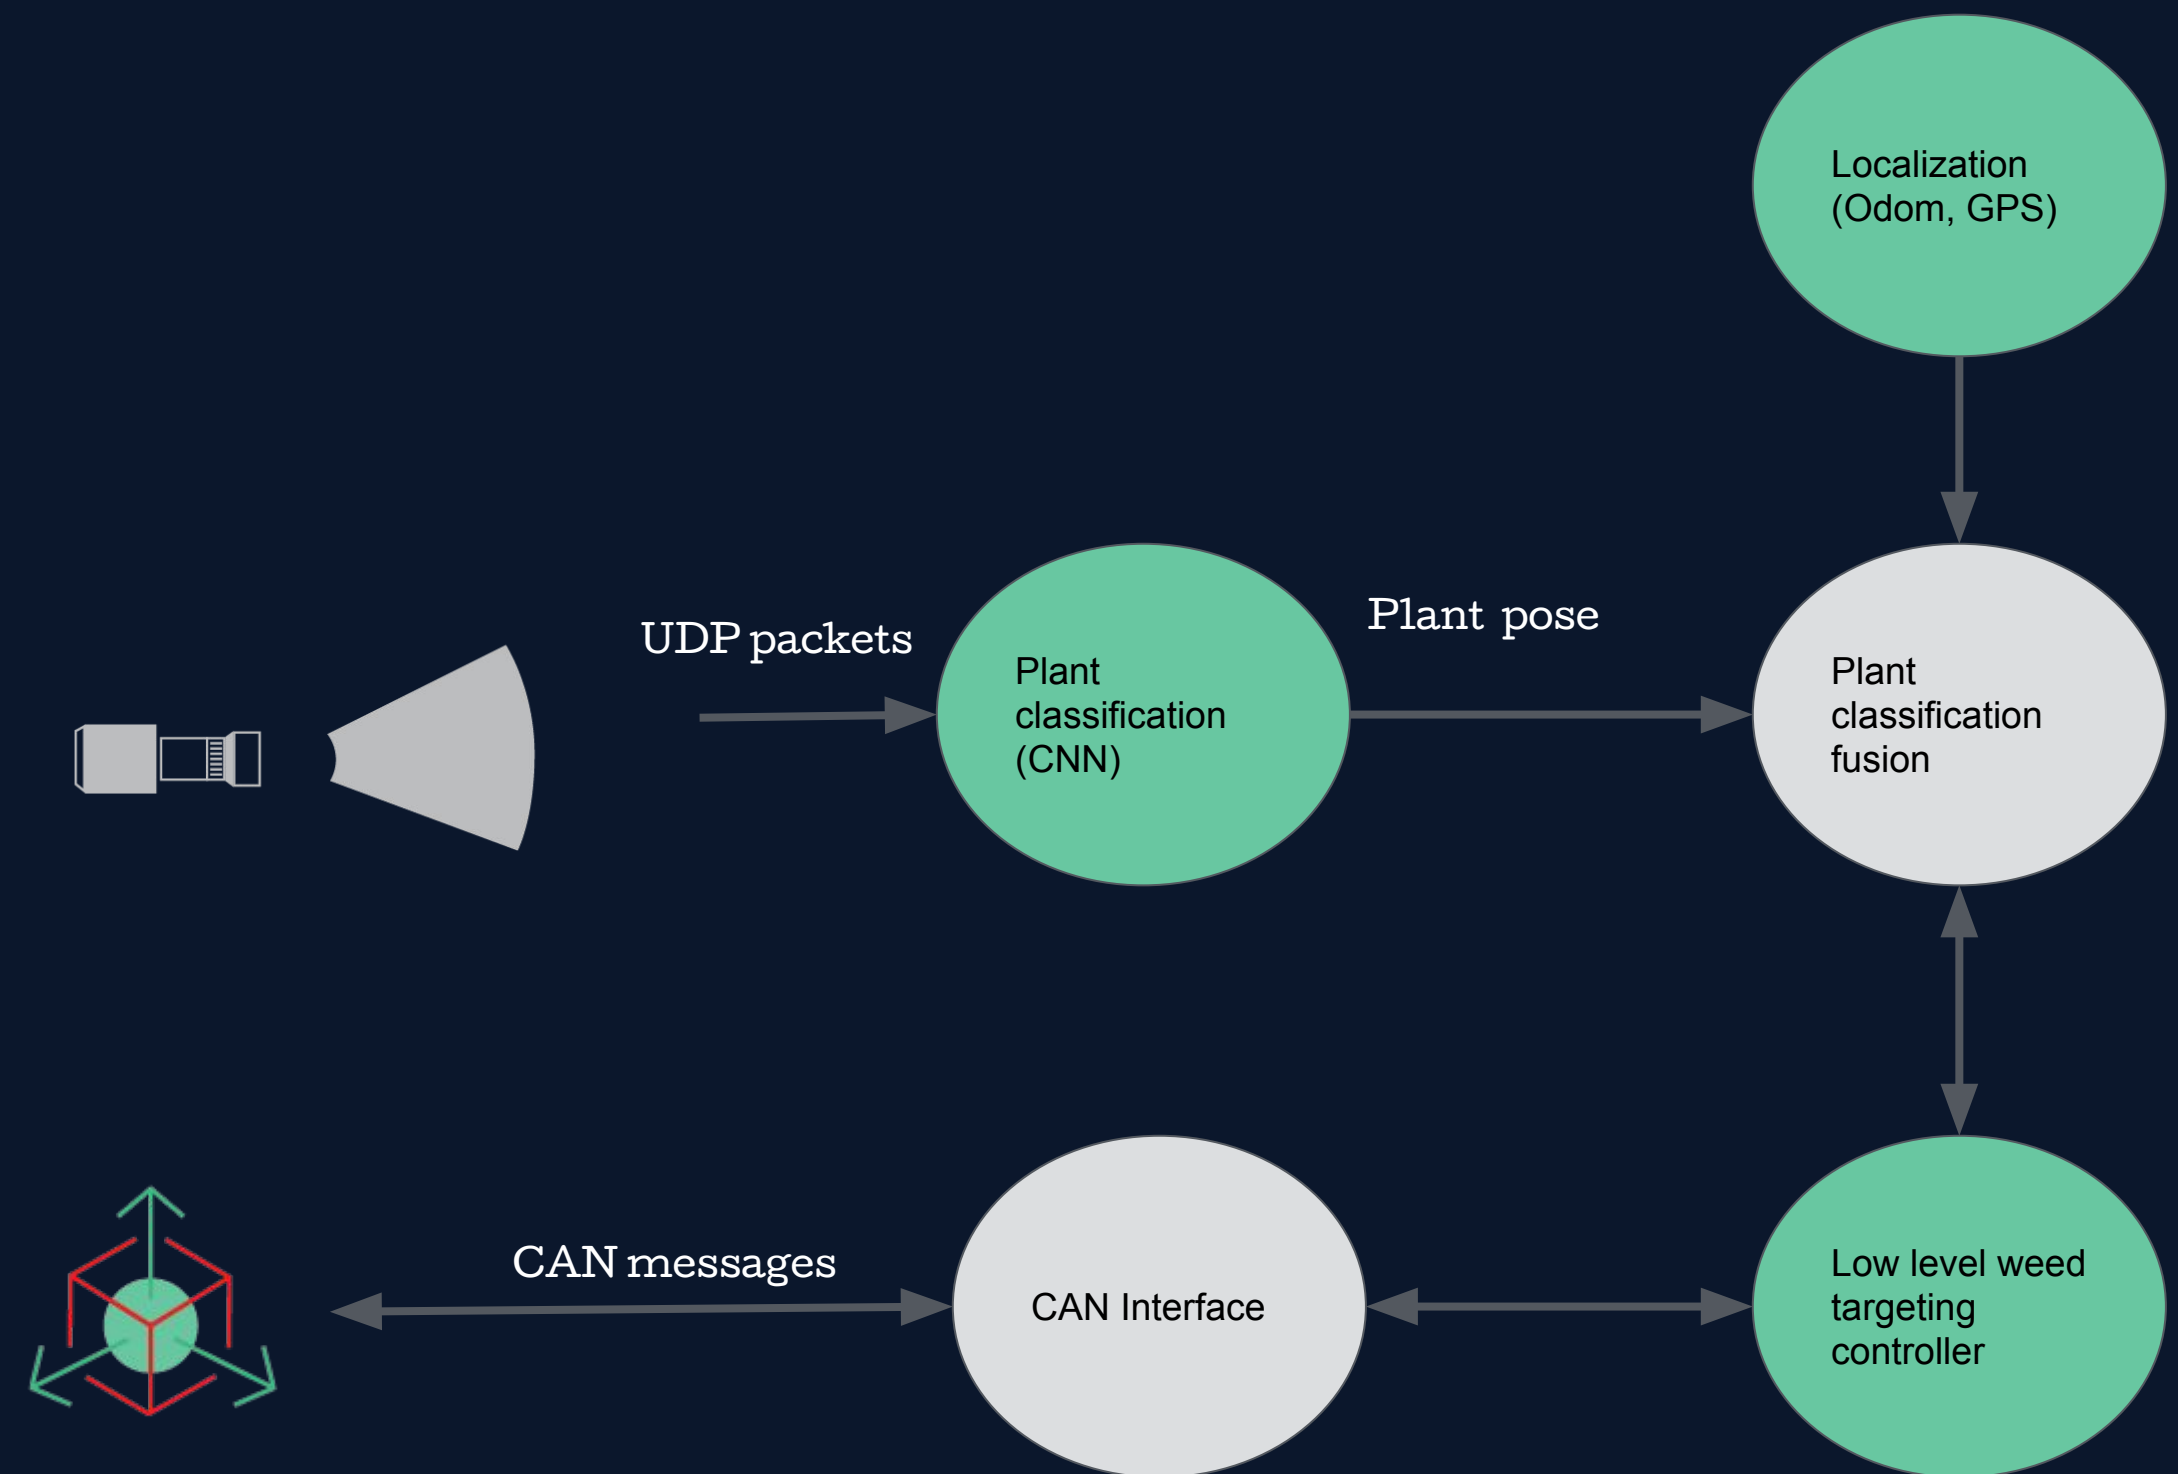 Localization
(Odom, GPS)
UDP packets
Plant
classification
(CNN)
Plant pose
Plant
classification
fusion
CAN messages
CAN Interface
Low level weed
targeting
controller